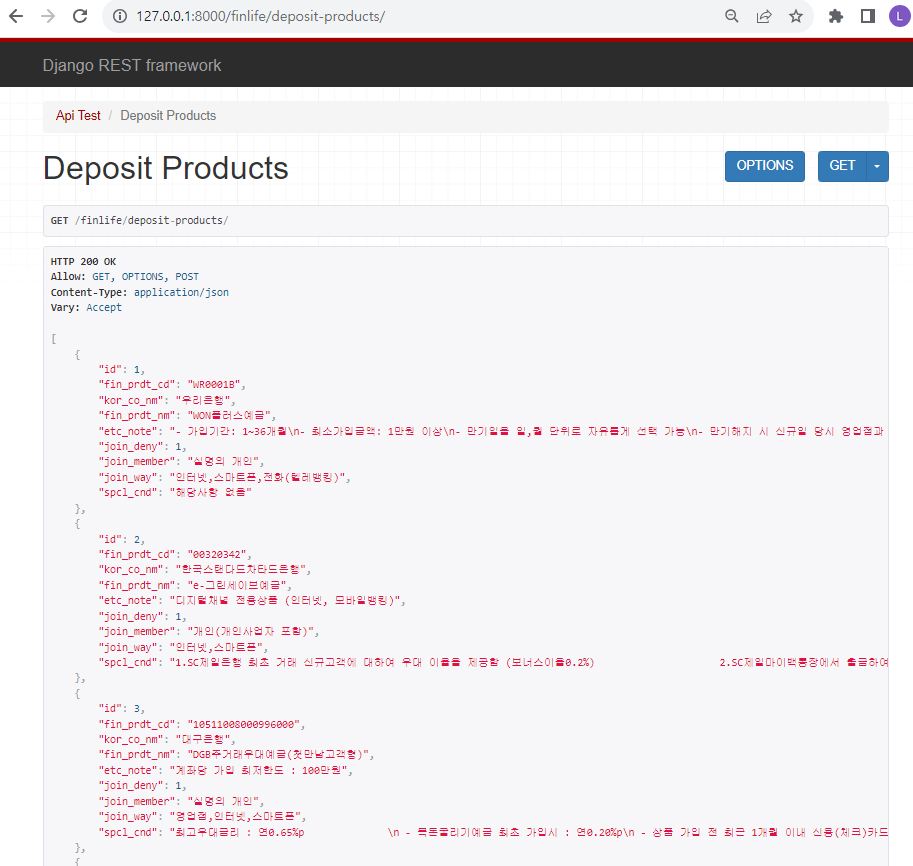 127.0.0.1:8000/finlife/deposit-products/
L
Django REST framework
Api Test / Deposit Products
Deposit Products
OPTIONS
GET
GET /finlife/deposit-products/
HTTP 200 OK
Allow: GET, OPTIONS, POST
Content-Type: application/json
Vary: Accept
[
{
"id": 1,
"fin_prdt_cd": "WR0001B",
"kor_co_nm": "우리은행",
"fin_prdt_nm": "WON플러스예금",
"etc_note": "- 가입기간: 1~36개월\n- 최소가입금액: 1만원 이상\n- 만기일을 일,월 단위로 자유롭게 선택 가능\n- 만기해지 시 신규일 당시 영업점과
"join_deny": 1,
"join_member": "실명의 개인",
"join_way": "인터넷,스마트폰,전화(텔레뱅킹)",
"spcl_cnd": "해당사항 없음"
},
{
"id": 2,
"fin_prdt_cd": "00320342",
"kor_co_nm": "한국스탠다드차타드은행",
"fin_prdt_nm": "e-그린세이브예금",
"etc_note": "디지털채널 전용상품 (인터넷, 모바일뱅킹)",
"join_deny": 1,
"join_member": "개인(개인사업자 포함)",
"join_way": "인터넷,스마트폰",
"spcl_cnd": "1.SC제일은행 최초 거래 신규고객에 대하여 우대 이율을 제공함 (보너스이율0.2%) 2.SC제일마이백통장에서 출금하여
},
{
"id": 3,
"fin_prdt_cd": "10511008000996000",
"kor_co_nm": "대구은행",
"fin_prdt_nm": "DGB주거래우대예금(첫만남고객형)",
"etc_note": "계좌당 가입 최저한도 : 100만원",
"join_deny": 1,
"join_member": "실명의 개인",
"join_way": "영업점,인터넷,스마트폰",
"spcl_cnd": "최고우대금리 : 연0.65%p \n - 목돈굴리기예금 최초 가입시 : 연0.20%p\n - 상품 가입 전 최근 1개월 이내 신용(체크)카드
},
{